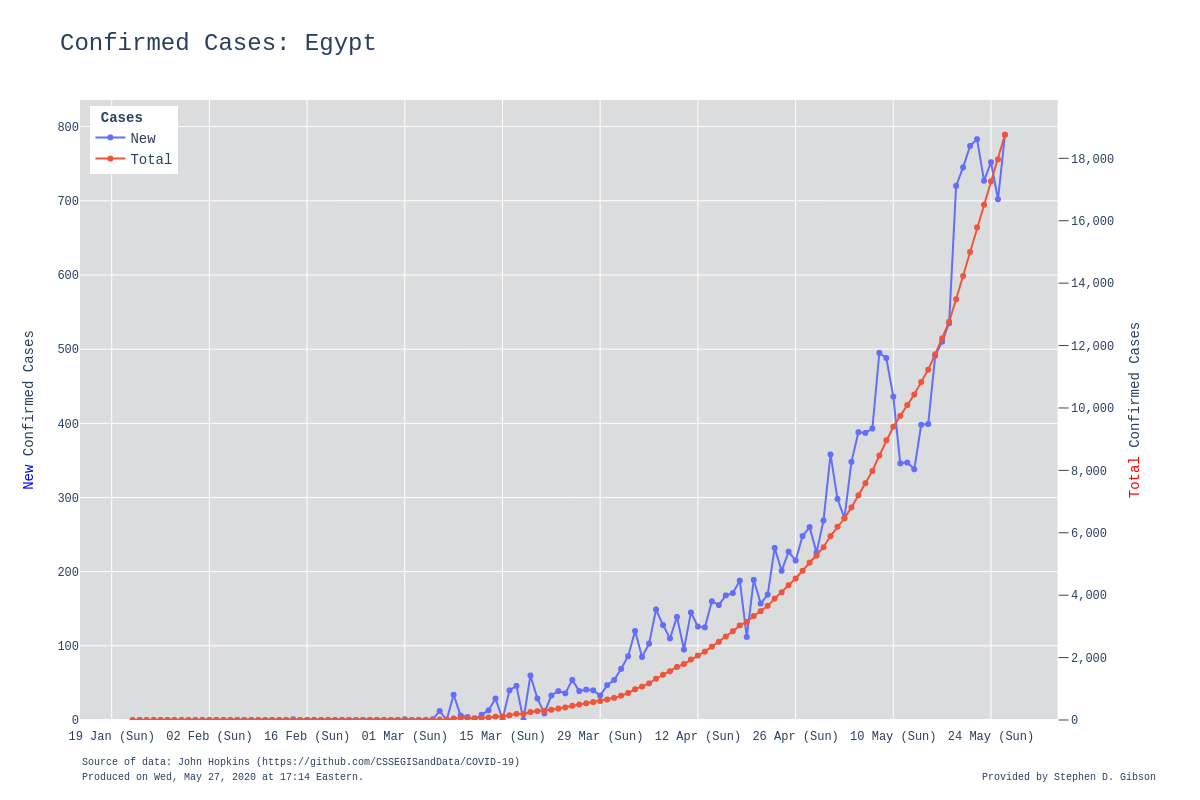 Confirmed Cases: Egypt
Cases
New
Total
800
700
600
500
400
300
200
100
0
New Confirmed Cases
18,000
16,000
14,000
12,000
10,000
8,000
6,000
4,000
2,000
0
Total Confirmed Cases
19 Jan (Sun) 02 Feb (Sun) 16 Feb (Sun) 01 Mar (Sun) 15 Mar (Sun) 29 Mar (Sun) 12 Apr (Sun) 26 Apr (Sun) 10 May (Sun) 24 May (Sun)
Source of data: John Hopkins (https://github.com/CSSEGISandData/COVID-19)
Produced on Wed, May 27, 2020 at 17:14 Eastern.
Provided by Stephen D. Gibson